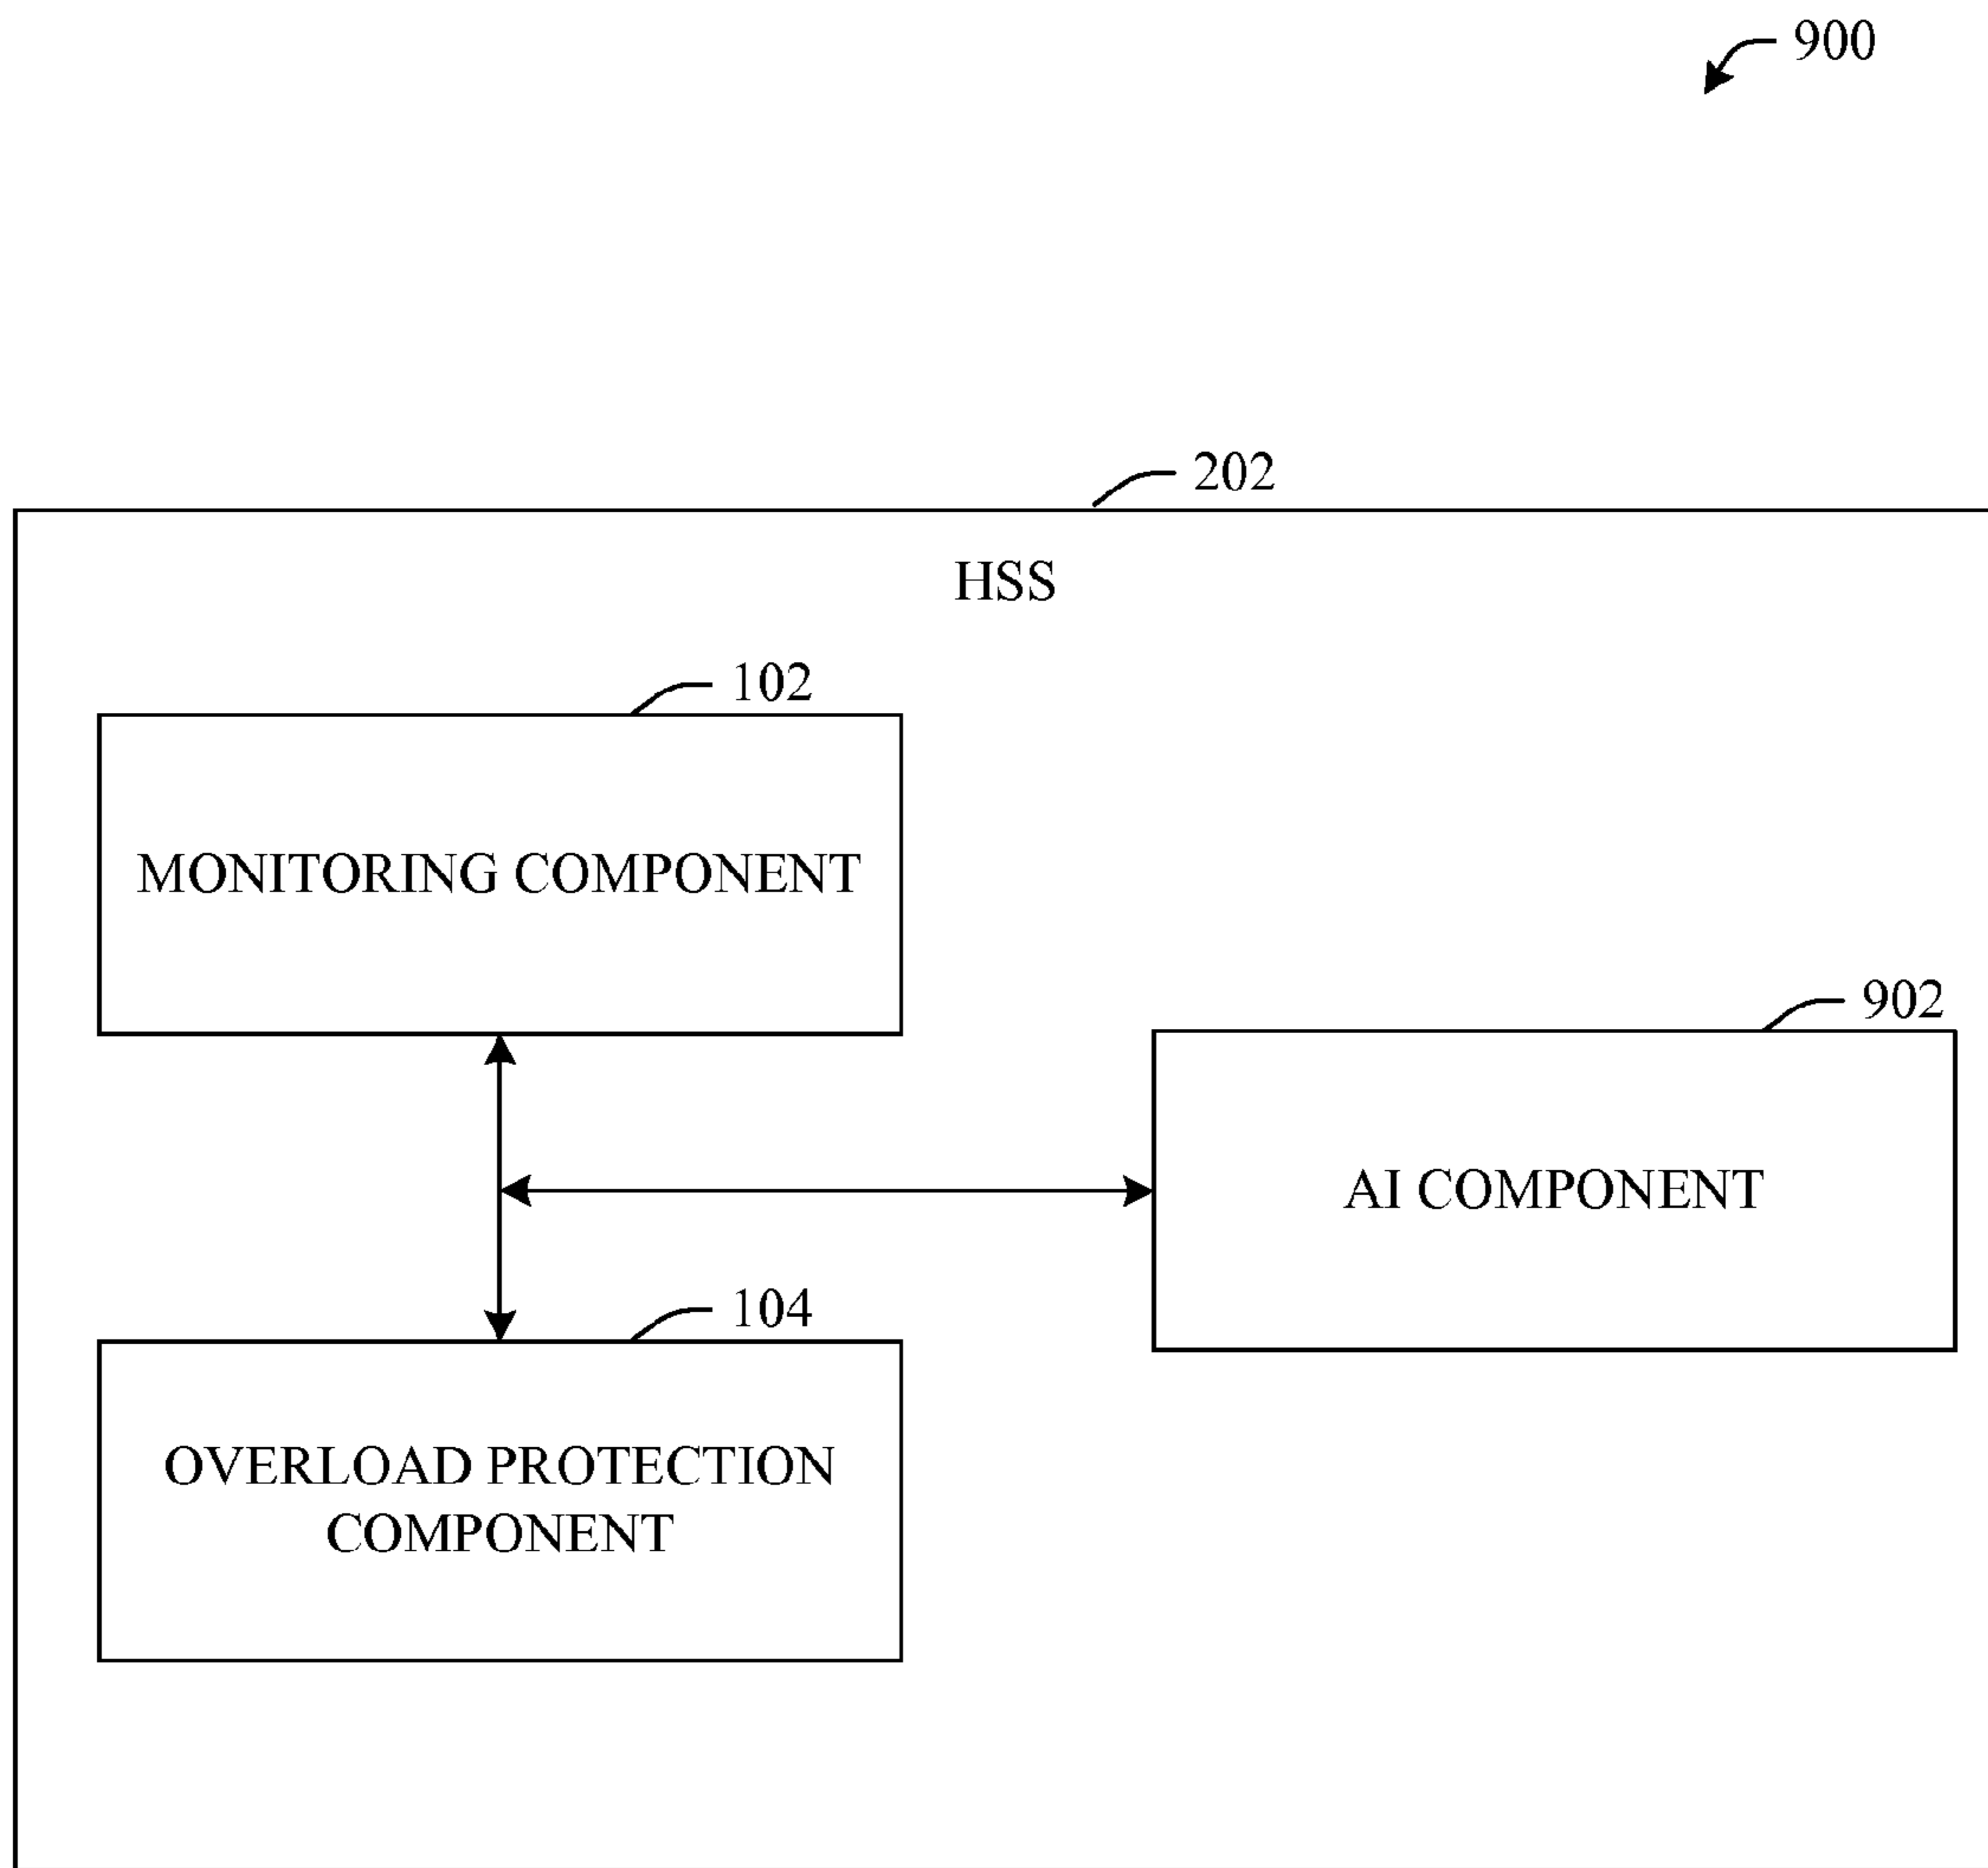 900
202
HSS
102
MONITORING COMPONENT
902
AI COMPONENT
104
OVERLOAD PROTECTION
COMPONENT